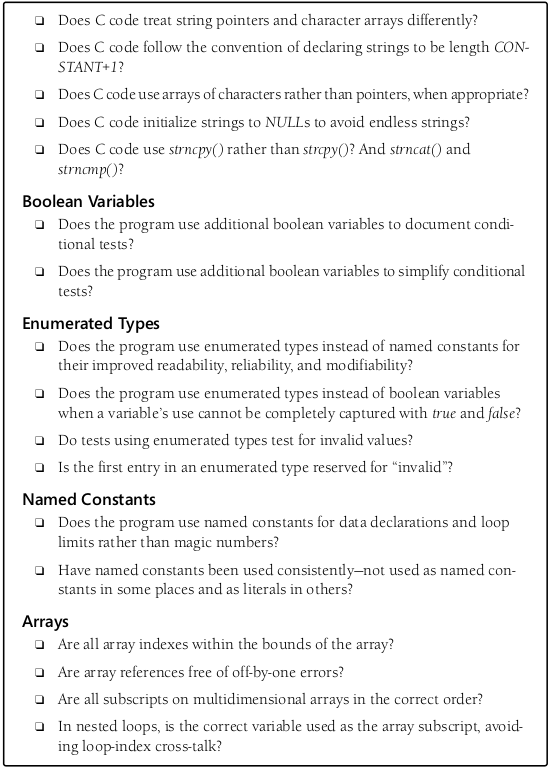 ❑ Does C code treat string pointers and character arrays differently?
❑ Does C code follow the convention of declaring strings to be length CON-
STANT+1?
❑ Does C code use arrays of characters rather than pointers, when appropriate?
❑ Does C code initialize strings to NULLs to avoid endless strings?
❑ Does C code use strncpy() rather than strcpy()? And strncat() and
strncmp()?
Boolean Variables
❑ Does the program use additional boolean variables to document condi-
tional tests?
❑ Does the program use additional boolean variables to simplify conditional
tests?
Enumerated Types
❑ Does the program use enumerated types instead of named constants for
their improved readability, reliability, and modifiability?
❑ Does the program use enumerated types instead of boolean variables
when a variable's use cannot be completely captured with true and false?
❑ Do tests using enumerated types test for invalid values?
❑ Is the first entry in an enumerated type reserved for “invalid”?
Named Constants
❑ Does the program use named constants for data declarations and loop
limits rather than magic numbers?
❑ Have named constants been used consistently—not used as named con-
stants in some places and as literals in others?
Arrays
❑ Are all array indexes within the bounds of the array?
❑ Are array references free of off-by-one errors?
❑ Are all subscripts on multidimensional arrays in the correct order?
❑ In nested loops, is the correct variable used as the array subscript, avoid-
ing loop-index cross-talk?